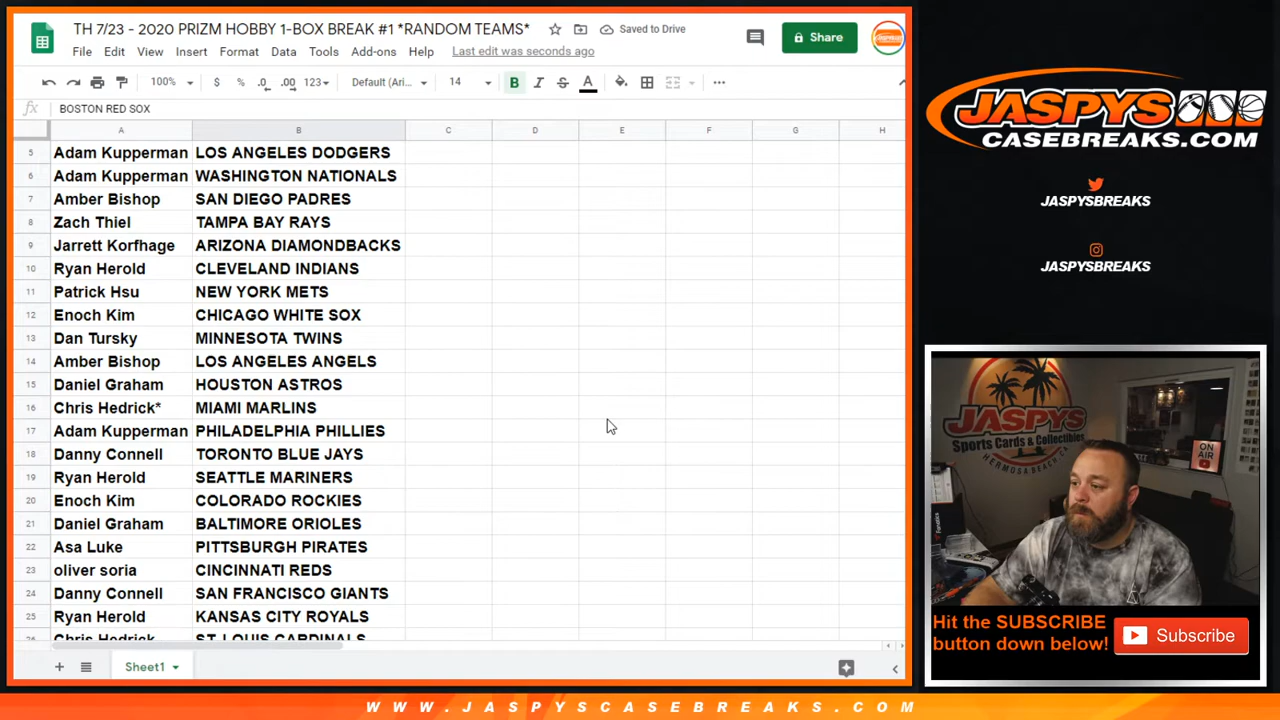 TH 7/23 - 2020 PRIZM HOBBY 1-BOX BREAK #1 *RANDOM TEAMS*
Saved to Drive
Share
File Edit View Insert Format Data Tools Add-ons Help Last edit was seconds ago
100% $ % .0 .00 123 Default (Ari... 14 B I S A
fx BOSTON RED SOX
A B C D E F G H
5 Adam Kupperman LOS ANGELES DODGERS
6 Adam Kupperman WASHINGTON NATIONALS
7 Amber Bishop SAN DIEGO PADRES
8 Zach Thiel TAMPA BAY RAYS
9 Jarrett Korfhage ARIZONA DIAMONDBACKS
10 Ryan Herold CLEVELAND INDIANS
11 Patrick Hsu NEW YORK METS
12 Enoch Kim CHICAGO WHITE SOX
13 Dan Tursky MINNESOTA TWINS
14 Amber Bishop LOS ANGELES ANGELS
15 Daniel Graham HOUSTON ASTROS
16 Chris Hedrick* MIAMI MARLINS
17 Adam Kupperman PHILADELPHIA PHILLIES
18 Danny Connell TORONTO BLUE JAYS
19 Ryan Herold SEATTLE MARINERS
20 Enoch Kim COLORADO ROCKIES
21 Daniel Graham BALTIMORE ORIOLES
22 Asa Luke PITTSBURGH PIRATES
23 oliver soria CINCINNATI REDS
24 Danny Connell SAN FRANCISCO GIANTS
25 Ryan Herold KANSAS CITY ROYALS
26 Chris Hedrick ST. LOUIS CARDINALS
Sheet1
JASPYS
CASEBREAKS.COM
JASPYSBREAKS
JASPYSBREAKS
JASPYS
Sports Cards & Collectibles
HERMOSA BEACH
ON
AIR
Hit the SUBSCRIBE
button down below!
Subscribe
WWW.JASPYSCASEBREAKS.COM